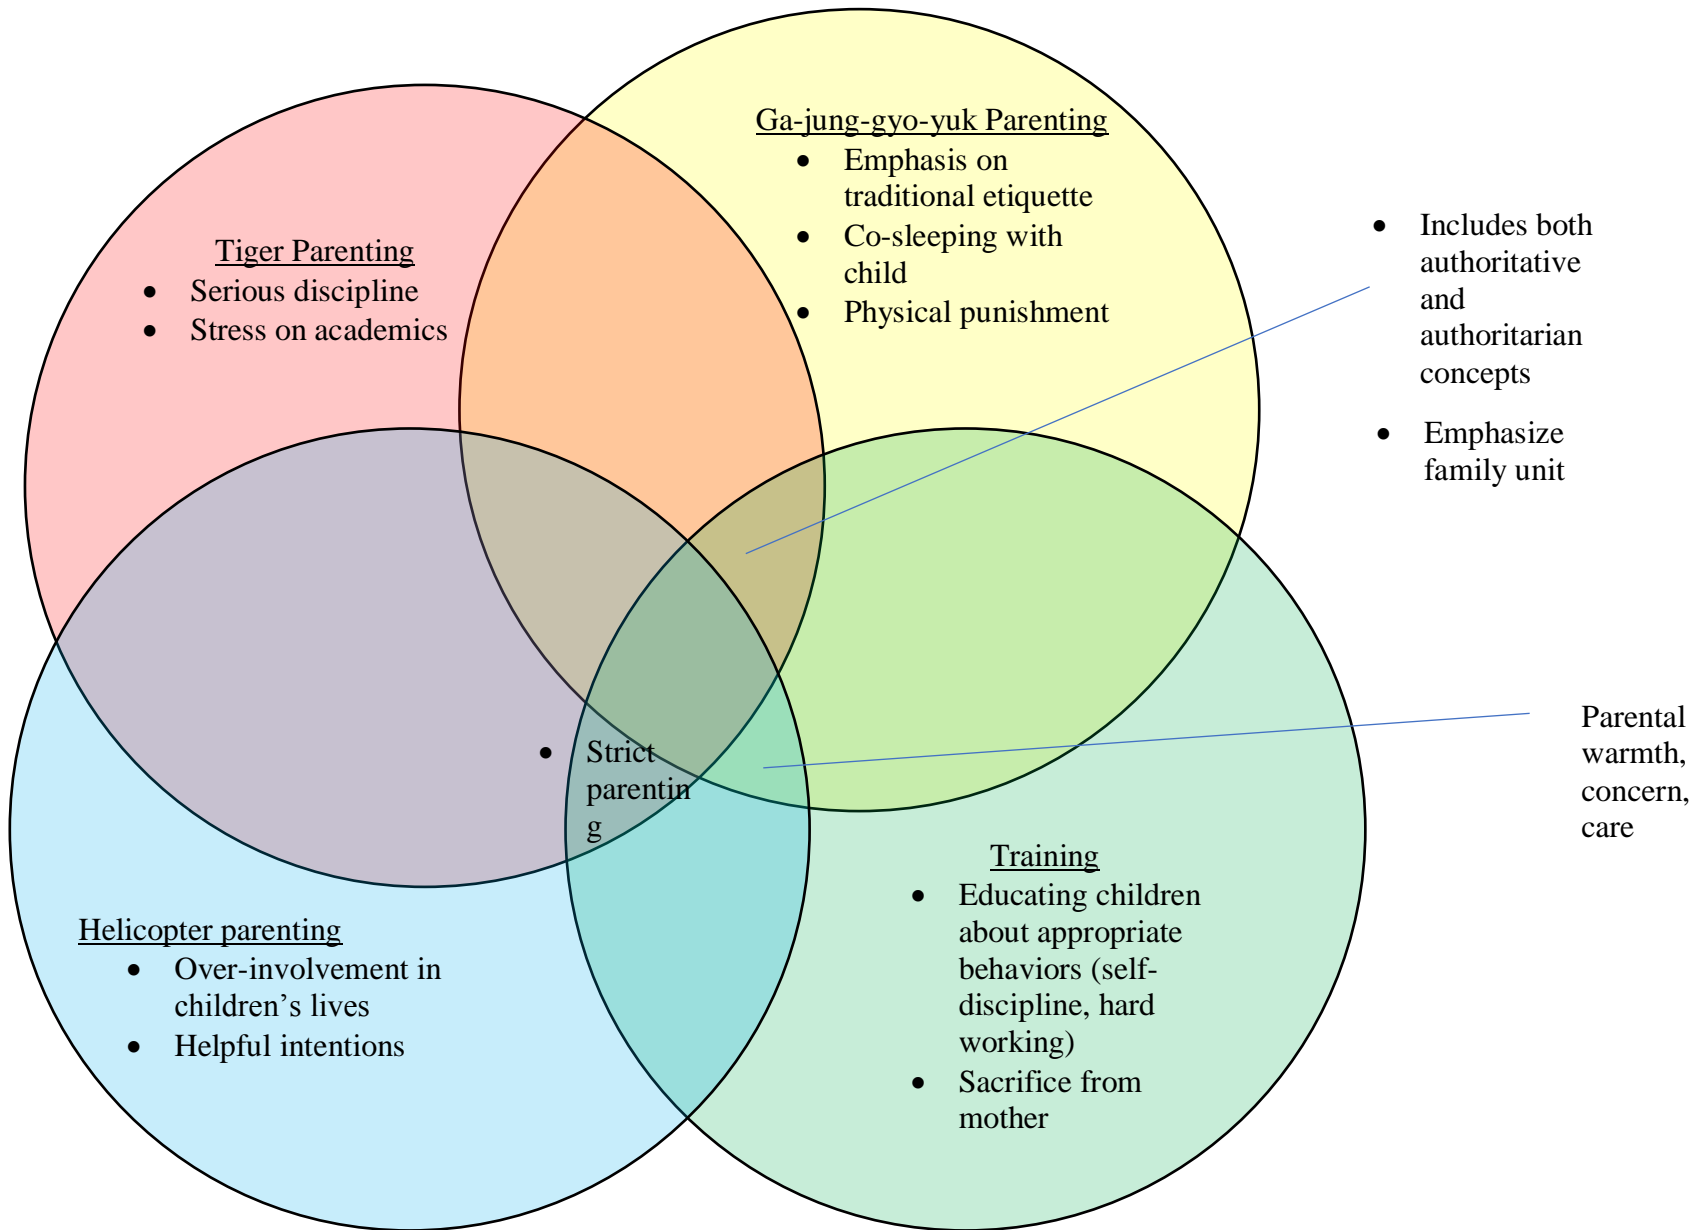 Ga-jung-gyo-yuk Parenting
• Emphasis on
traditional etiquette
• Co-sleeping with
child
• Physical punishment
Tiger Parenting
• Serious discipline
• Stress on academics
• Includes both
authoritative
and
authoritarian
concepts
• Emphasize
family unit
• Strict
parentin
g
Parental
warmth,
concern,
care
Helicopter parenting
• Over-involvement in
children’s lives
• Helpful intentions
Training
• Educating children
about appropriate
behaviors (self-
discipline, hard
working)
• Sacrifice from
mother